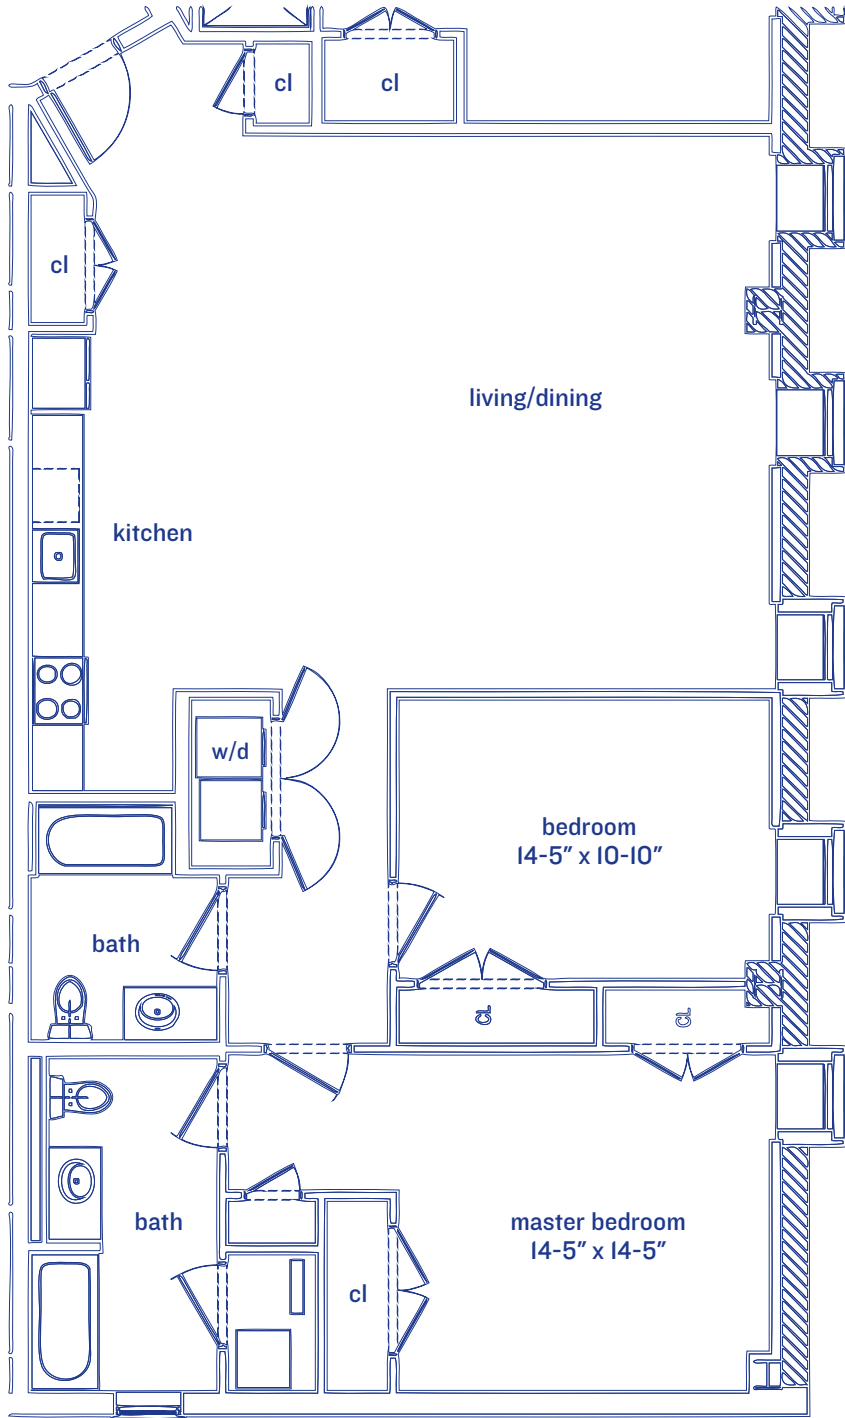 cl
cl
cl
living/dining
kitchen
w/d
bedroom
14-5” x 10-10”
bath
CL
CL
bath
master bedroom
14-5” x 14-5”
cl